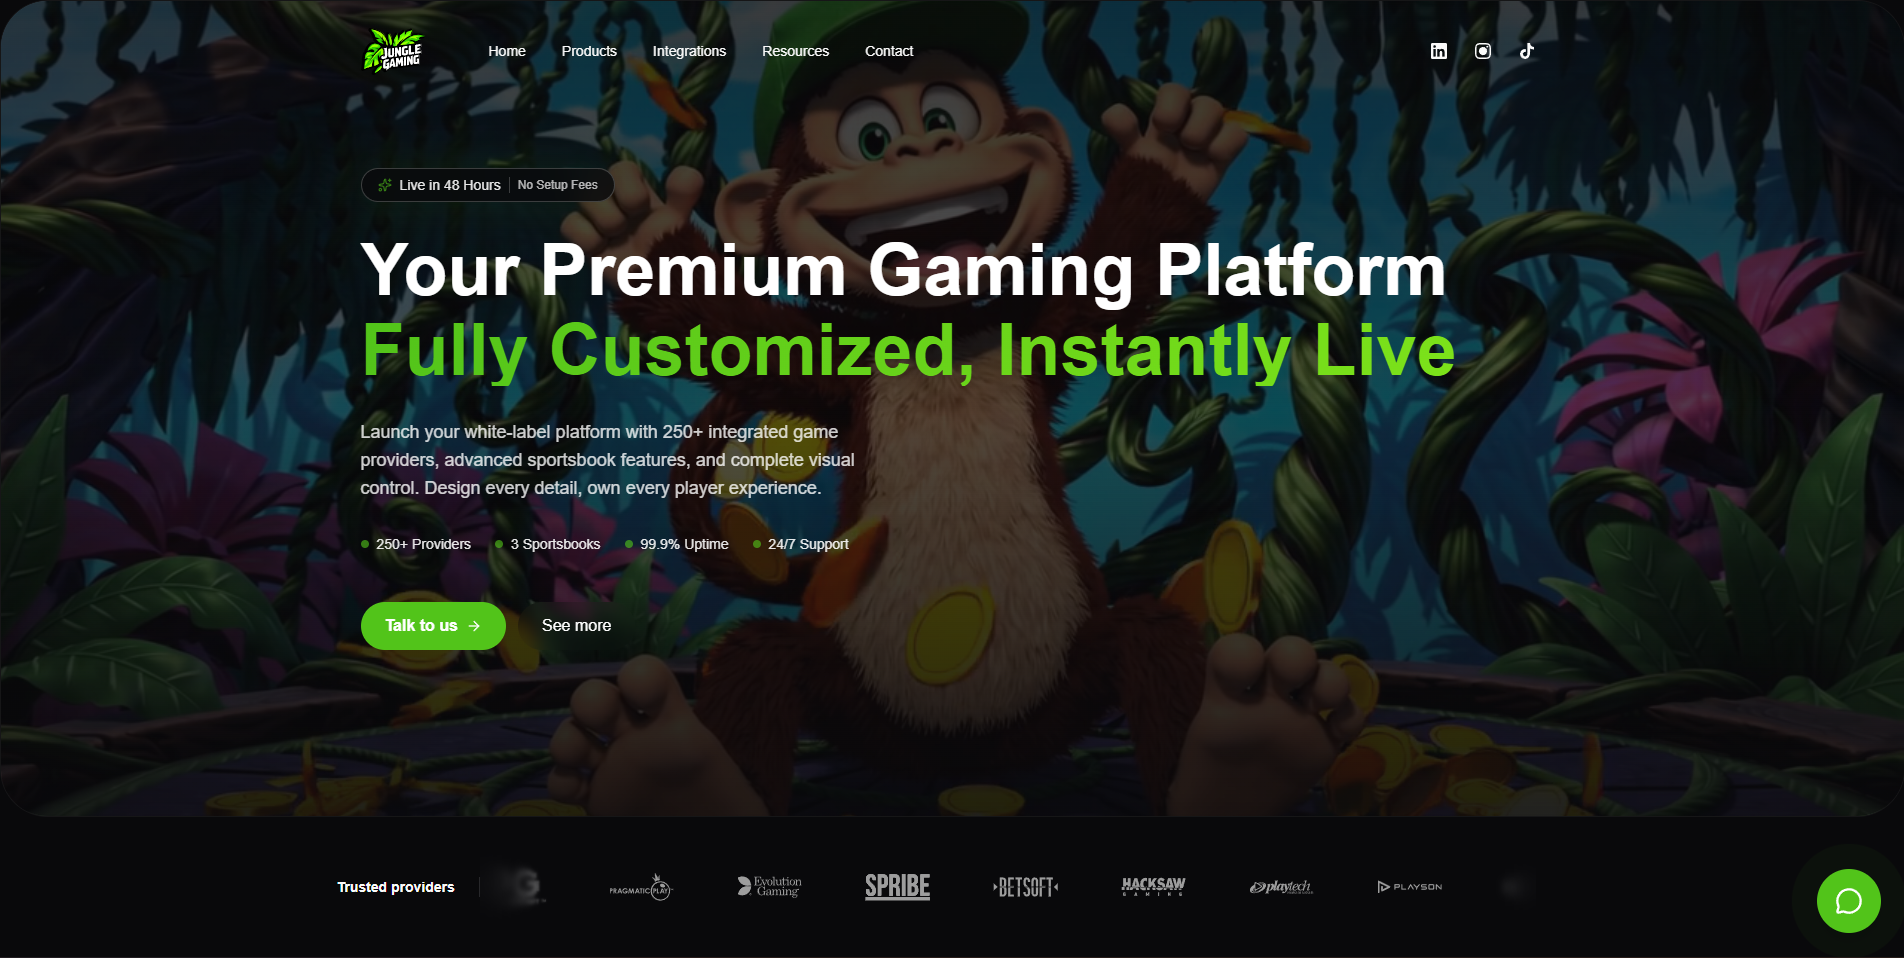 JUNGLE
GAMING
Home
Products
Integrations
Resources
Contact
Live in 48 Hours
No Setup Fees
Your Premium Gaming Platform
Fully Customized, Instantly Live
Launch your white-label platform with 250+ integrated game
providers, advanced sportsbook features, and complete visual
control. Design every detail, own every player experience.
250+ Providers
3 Sportsbooks
99.9% Uptime
24/7 Support
Talk to us
See more
Trusted providers
G
PRAGMATIC PLAY
Evolution
Gaming
SPRIBE
BETSOFT
HACKSAW
GAMING
playtech
PLAYSON